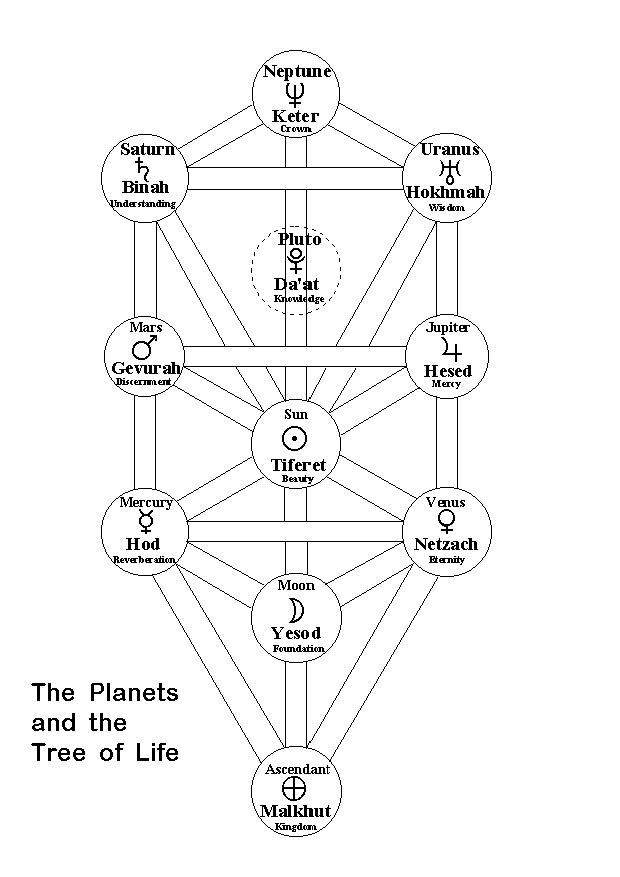 Neptune
Keter
Crown
Saturn
Binah
Understanding
Uranus
Hokhmah
Wisdom
Pluto
Da'at
Knowledge
Mars
Gevurah
Discernment
Jupiter
Hesed
Mercy
Sun
Tiferet
Beauty
Mercury
Hod
Reverberation
Venus
Netzach
Eternity
Moon
Yesod
Foundation
The Planets
and the
Tree of Life
Ascendant
Malkhut
Kingdom